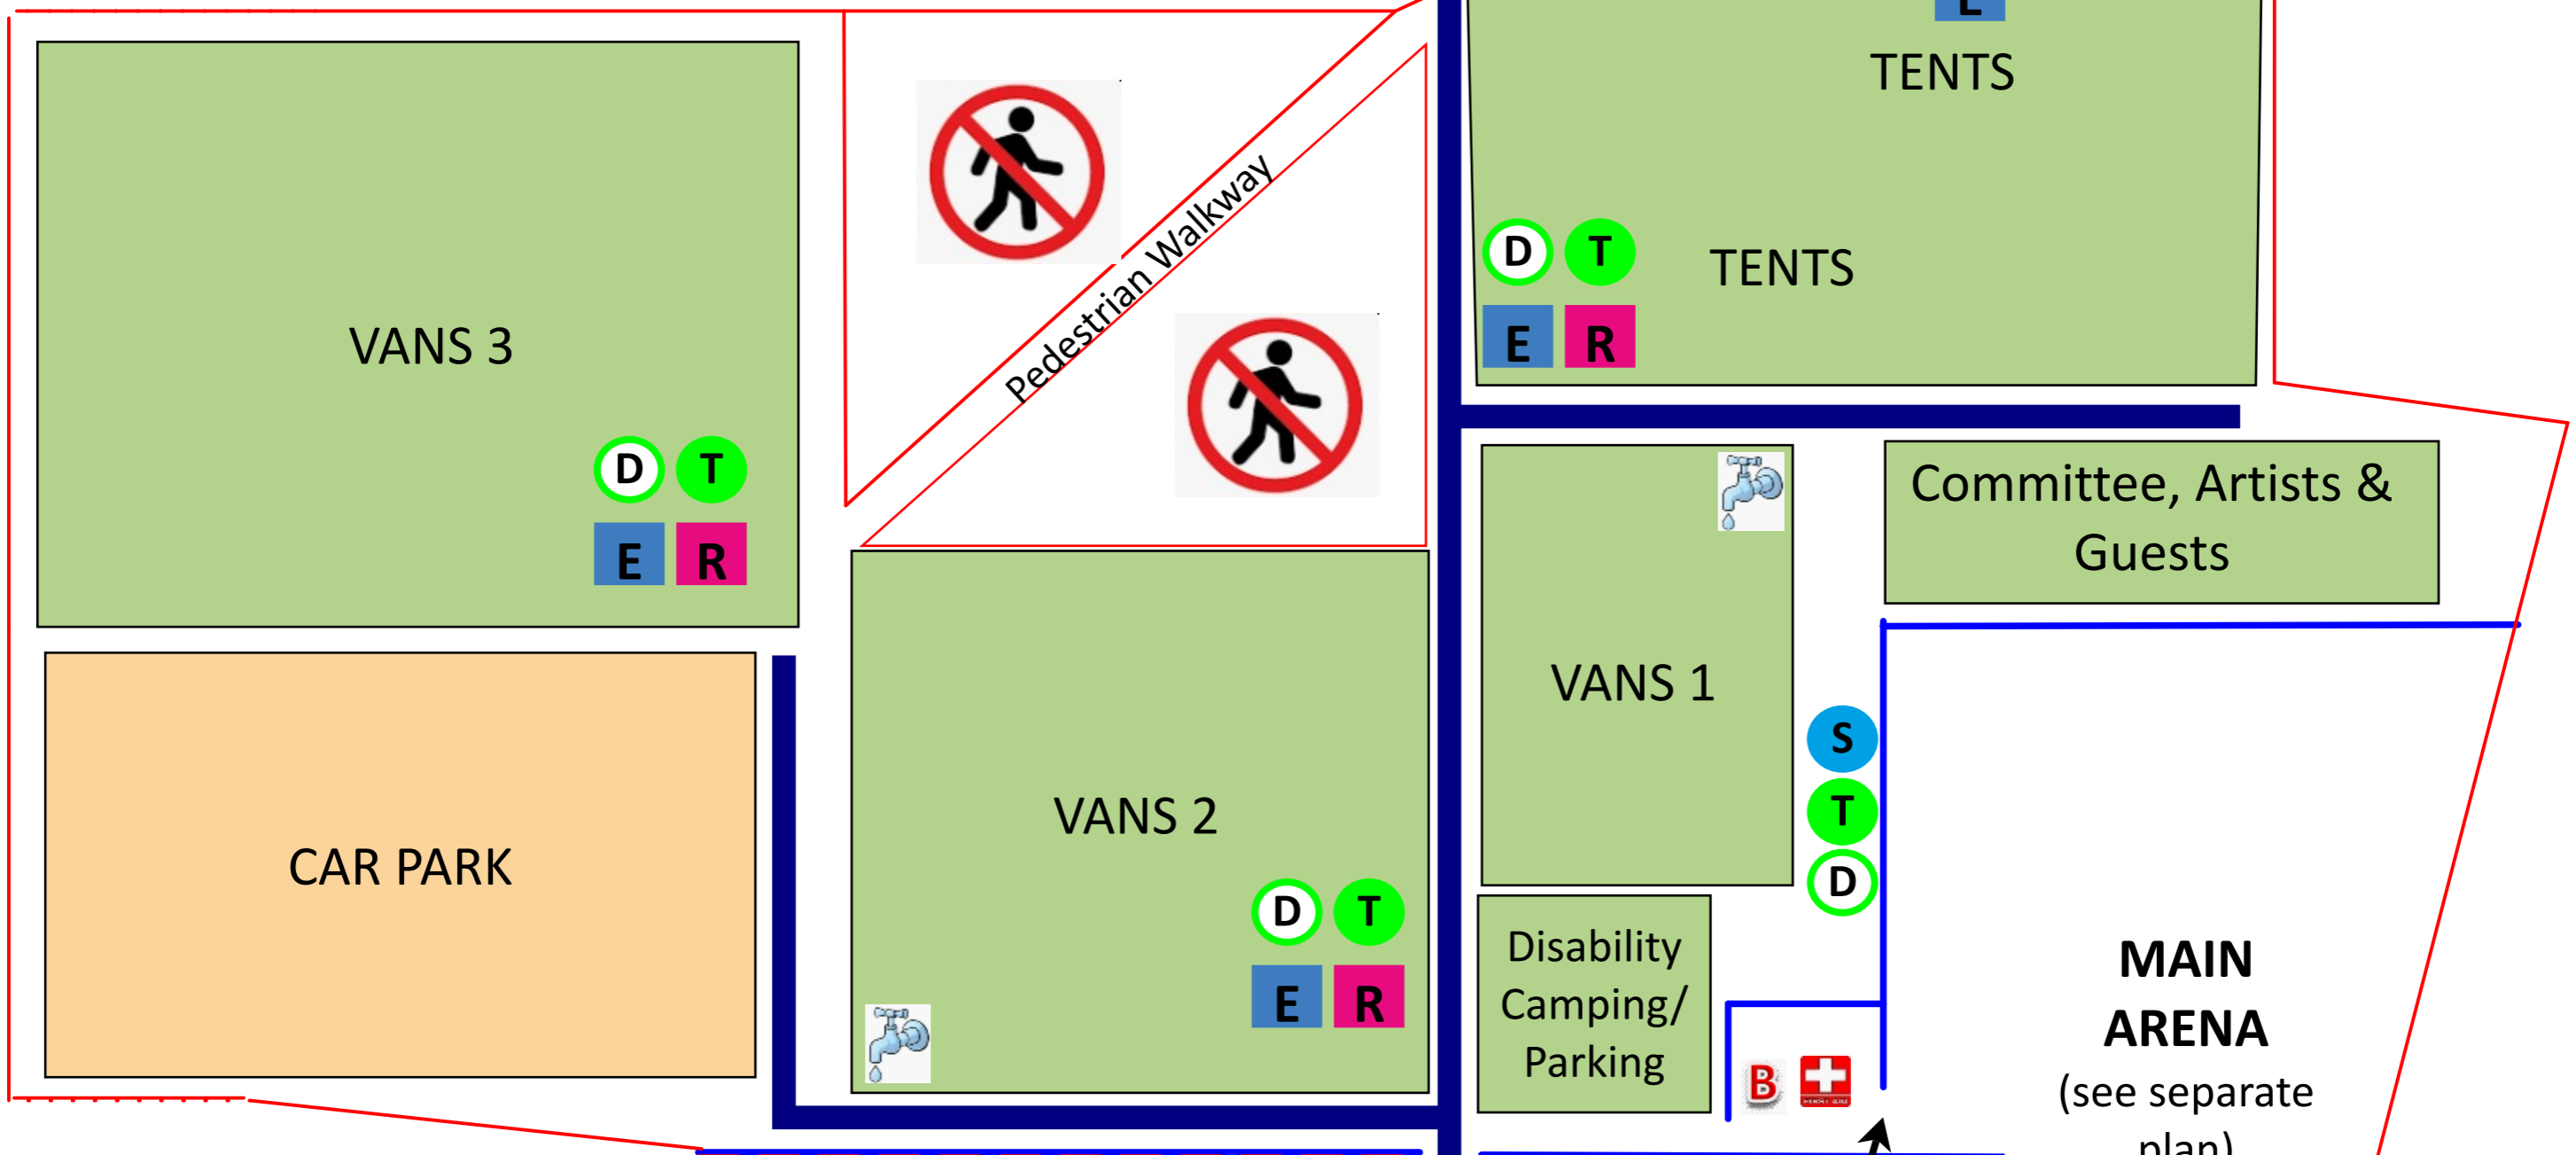 E
TENTS
Pedestrian Walkway
D T
TENTS
E R
VANS 3
D T
E R
Committee, Artists &
Guests
VANS 1
S
T
D
CAR PARK
VANS 2
D T
E R
Disability
Camping/
Parking
B
MAIN
ARENA
(see separate
plan)